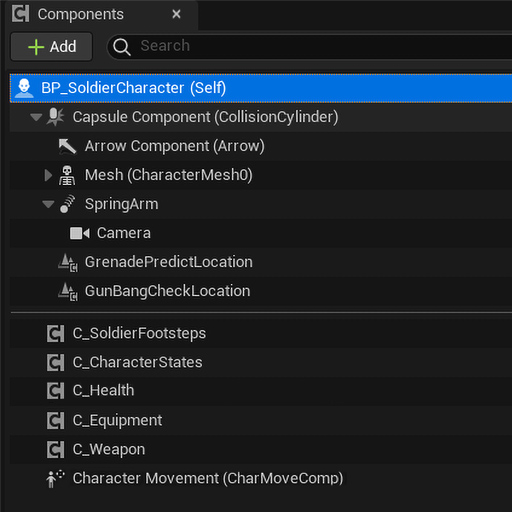 Components
Add
Search
BP_SoldierCharacter (Self)
Capsule Component (CollisionCylinder)
Arrow Component (Arrow)
Mesh (CharacterMesh0)
SpringArm
Camera
GrenadePredictLocation
GunBangCheckLocation
C_SoldierFootsteps
C_CharacterStates
C_Health
C_Equipment
C_Weapon
Character Movement (CharMoveComp)